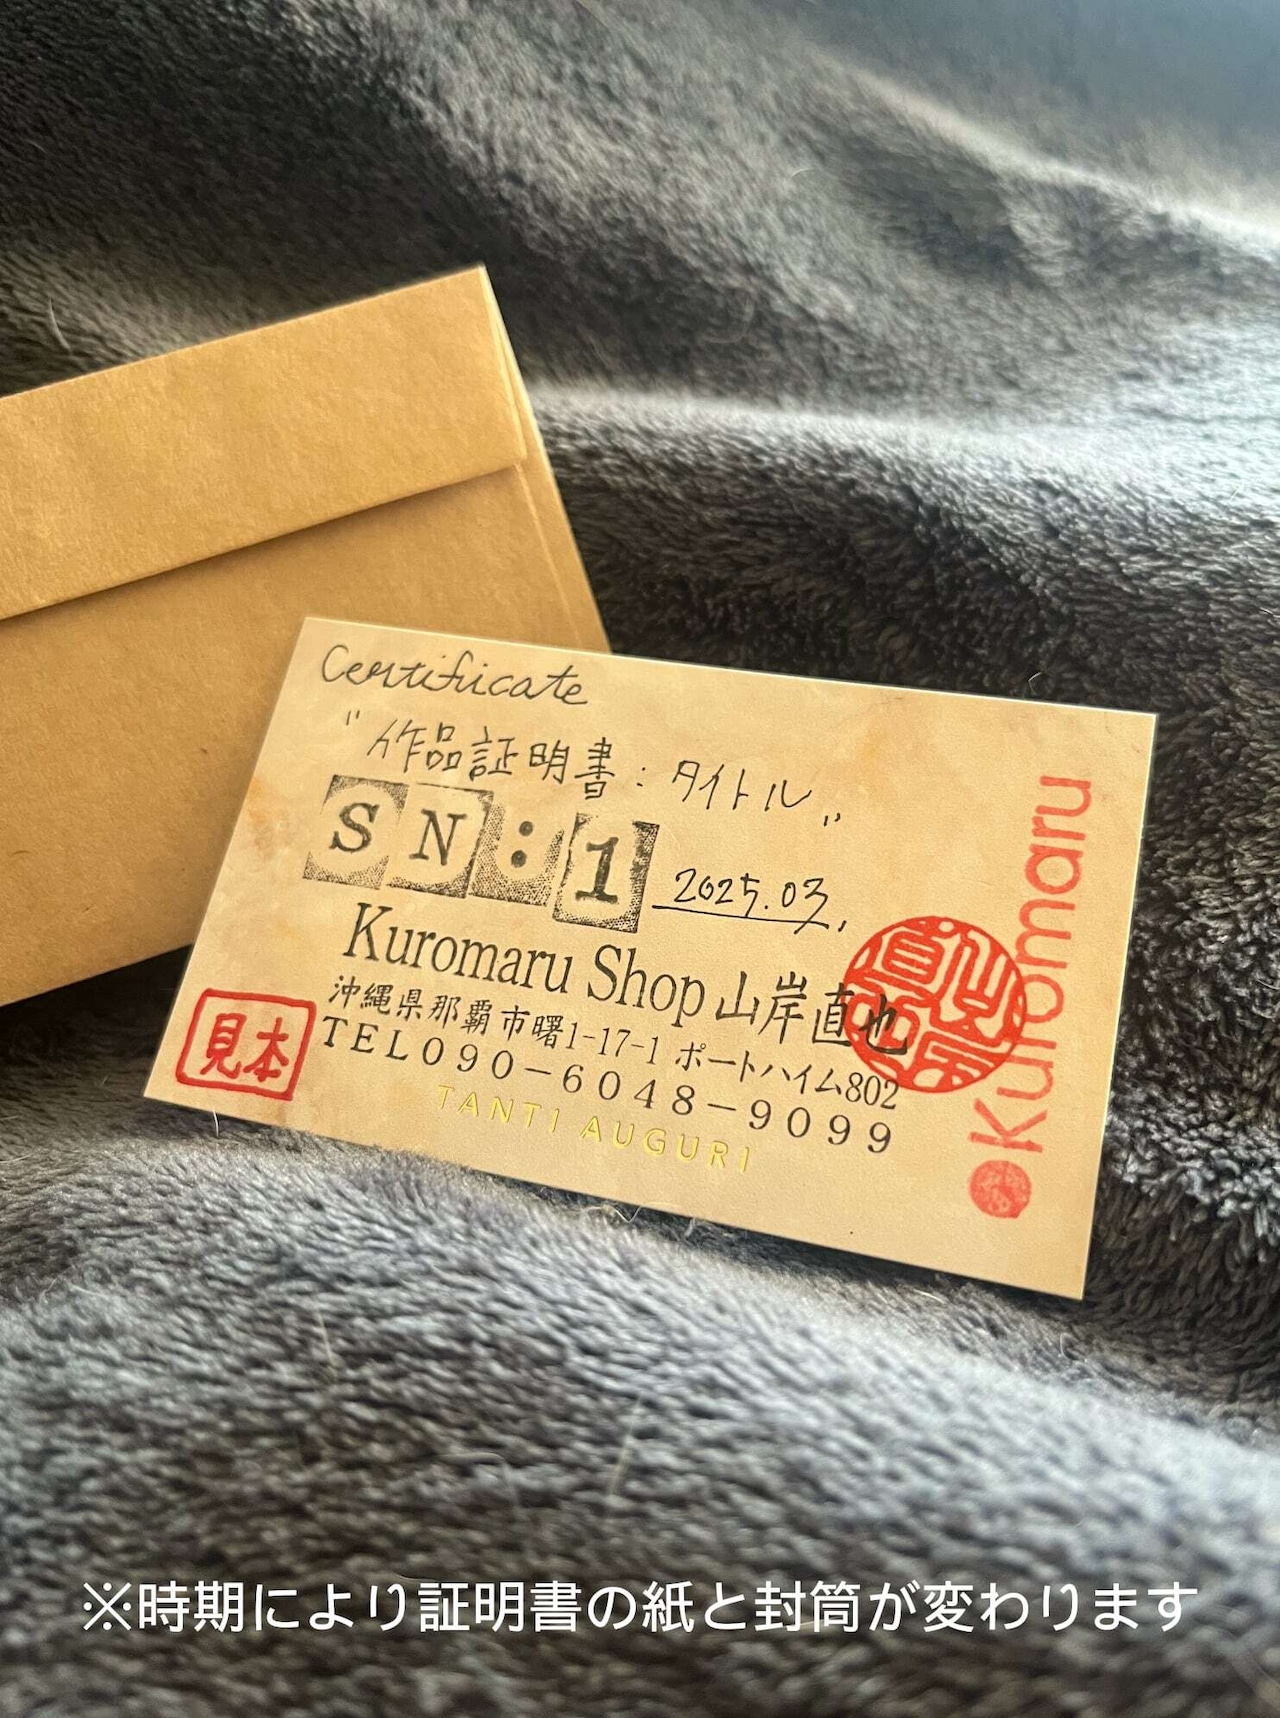 Certificate
"作品証明書:タイトル"
SN:1
2025.03.
Kuromaru Shop 山岸直也
沖縄県那覇市曙1-17-1 ポートハイム802
TEL090-6048-9099
TANTI AUGURI
見本
Kuromaru
※時期により証明書の紙と封筒が変わります